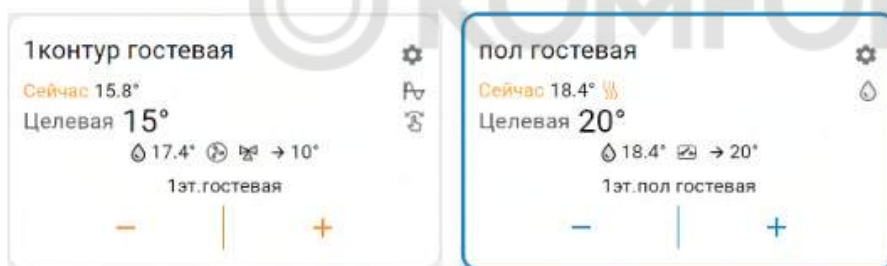 KOMFO
1контур гостевая
Сейчас 15.8°
Целевая 15°
17.4° → 10°
1эт.гостевая
− +
пол гостевая
Сейчас 18.4°
Целевая 20°
18.4° → 20°
1эт.пол гостевая
− +